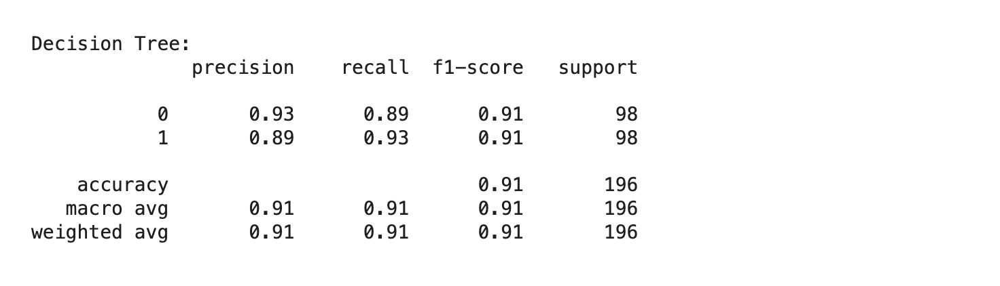 Decision Tree:
precision recall f1-score support
0 0.93 0.89 0.91 98
1 0.89 0.93 0.91 98
accuracy 0.91 196
macro avg 0.91 0.91 0.91 196
weighted avg 0.91 0.91 0.91 196